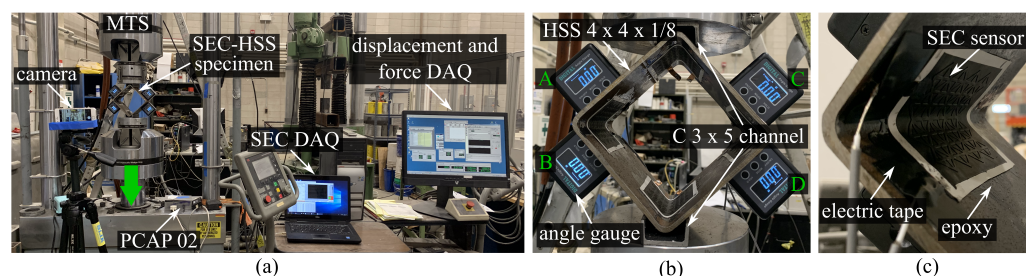 MTS
SEC-HSS
specimen
camera
displacement and
force DAQ
SEC DAQ
PCAP 02
CAUTION
(a)
HSS 4 x 4 x 1/8
A
C
B
D
C 3 x 5 channel
angle gauge
(b)
SEC sensor
electric tape
epoxy
(c)